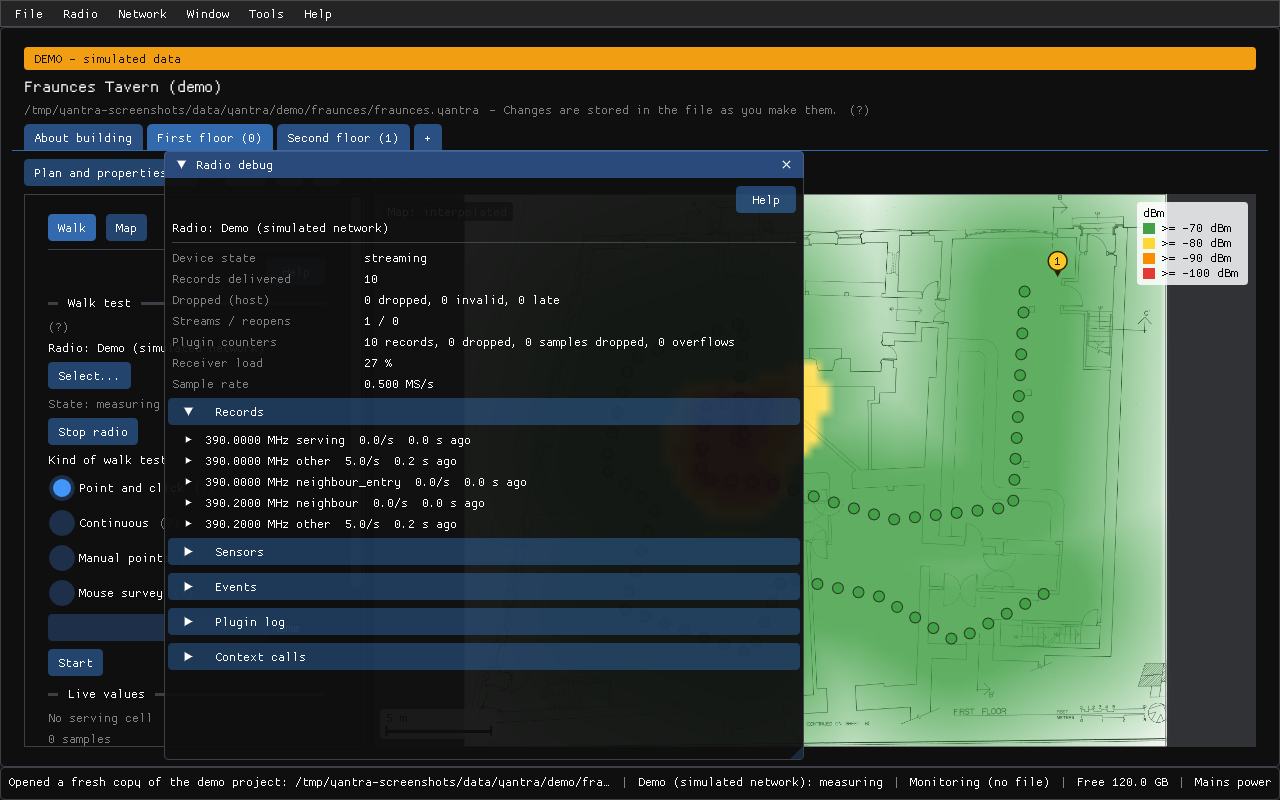 File Radio Network Window Tools Help
DEMO - simulated data
Fraunces Tavern (demo)
/tmp/yantra-screenshots/data/yantra/demo/fraunces/fraunces.yantra - Changes are stored in the file as you make them. (?)
About building First floor (0) Second floor (1) +
Plan and properties
Radio debug
Help
Walk Map
Map: interpolated
Radio: Demo (simulated network)
dBm
>= -70 dBm
>= -80 dBm
>= -90 dBm
>= -100 dBm
1
Device state streaming
Records delivered 10
Dropped (host) 0 dropped, 0 invalid, 0 late
Streams / reopens 1 / 0
Plugin counters 10 records, 0 dropped, 0 samples dropped, 0 overflows
Receiver load 27 %
Sample rate 0.500 MS/s
Records
390.0000 MHz serving 0.0/s 0.0 s ago
390.0000 MHz other 5.0/s 0.2 s ago
390.0000 MHz neighbour_entry 0.0/s 0.0 s ago
390.2000 MHz neighbour 0.0/s 0.0 s ago
390.2000 MHz other 5.0/s 0.2 s ago
Sensors
Events
Plugin log
Context calls
Walk test
(?)
Radio: Demo (simu
Select...
State: measuring
Stop radio
Kind of walk test
Point and cl
Continuous (
Manual point
Mouse survey
Start
Live values
No serving cell
0 samples
5 m
FIRST FLOOR
Opened a fresh copy of the demo project: /tmp/yantra-screenshots/data/yantra/demo/fra… | Demo (simulated network): measuring | Monitoring (no file) | Free 120.0 GB | Mains power